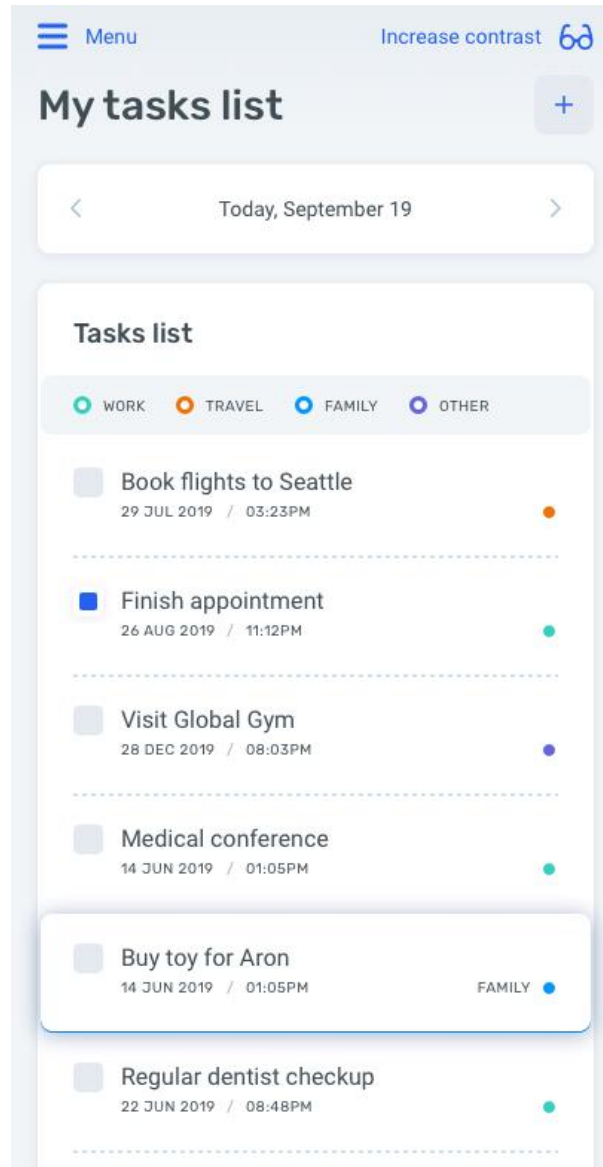 Menu Increase contrast
My tasks list +
< Today, September 19 >
Tasks list
WORK TRAVEL FAMILY OTHER
Book flights to Seattle
29 JUL 2019 / 03:23PM
Finish appointment
26 AUG 2019 / 11:12PM
Visit Global Gym
28 DEC 2019 / 08:03PM
Medical conference
14 JUN 2019 / 01:05PM
Buy toy for Aron
14 JUN 2019 / 01:05PM FAMILY
Regular dentist checkup
22 JUN 2019 / 08:48PM